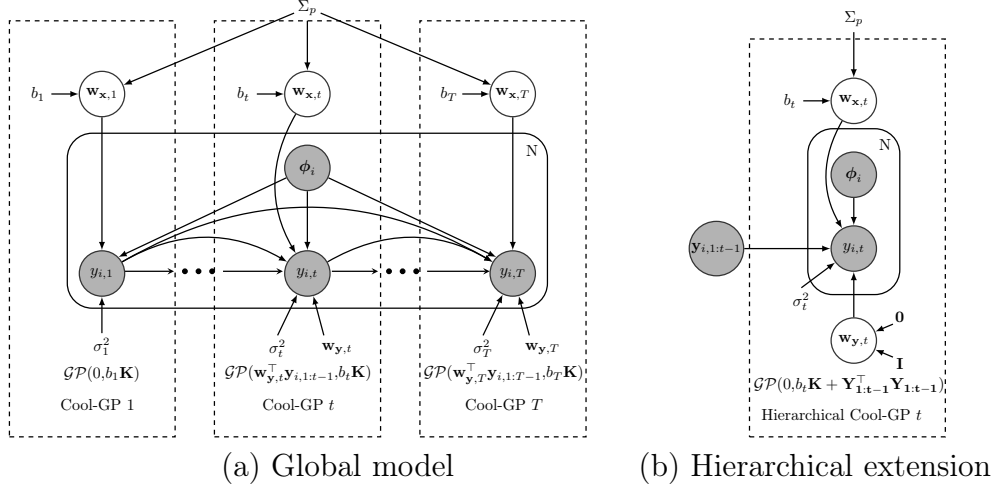 Σ_p
b_1
w_{x,1}
b_t
w_{x,t}
b_T
w_{x,T}
N
ϕ_i
y_{i,1}
y_{i,t}
y_{i,T}
σ_1^2
σ_t^2
w_{y,t}
σ_T^2
w_{y,T}
GP(0,b_1K)
GP(w_{y,t}^⊤y_{i,1:t−1},b_tK)
GP(w_{y,T}^⊤y_{i,1:T−1},b_TK)
Cool-GP 1
Cool-GP t
Cool-GP T
(a) Global model
Σ_p
b_t
w_{x,t}
N
ϕ_i
y_{i,1:t−1}
y_{i,t}
σ_t^2
0
w_{y,t}
I
GP(0,b_tK + Y_{1:t−1}^⊤Y_{1:t−1})
Hierarchical Cool-GP t
(b) Hierarchical extension